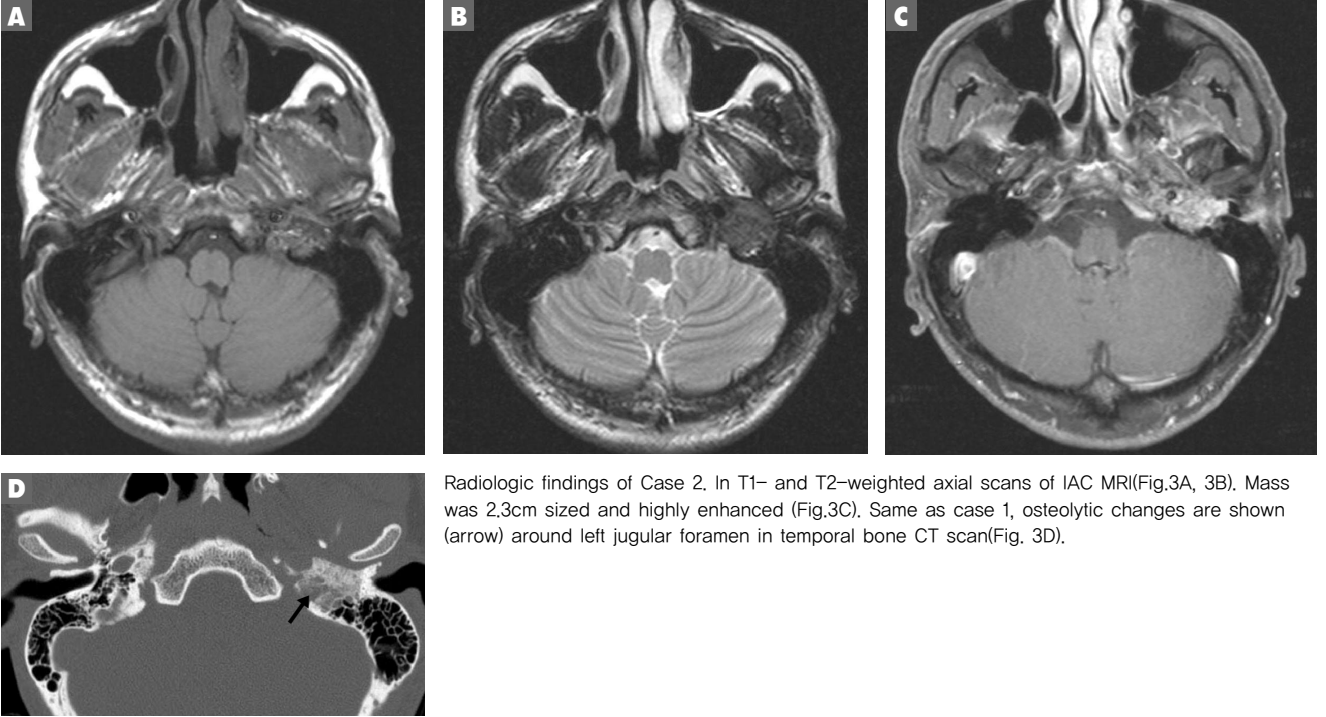 A
B
C
D
Radiologic findings of Case 2. In T1- and T2-weighted axial scans of IAC MRI(Fig.3A, 3B). Mass
was 2.3cm sized and highly enhanced (Fig.3C). Same as case 1, osteolytic changes are shown
(arrow) around left jugular foramen in temporal bone CT scan(Fig. 3D).